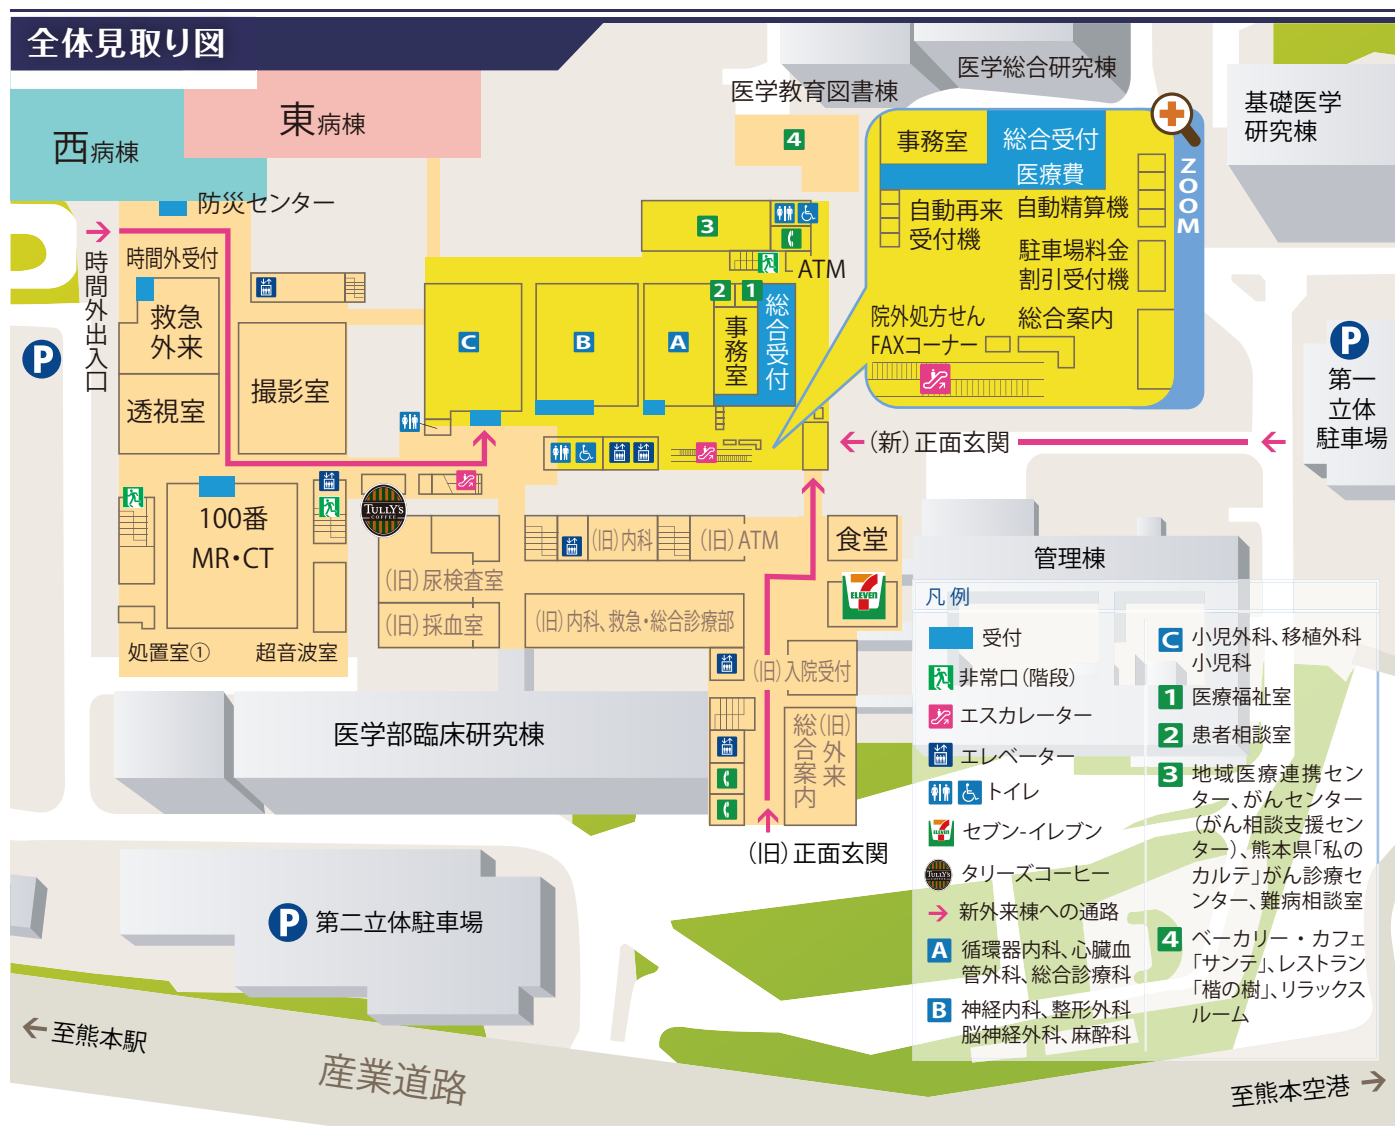 全体見取り図
医学総合研究棟
医学教育図書棟
基礎医学
研究棟
東病棟
西病棟
4
事務室
総合受付
医療費
ZOOM
自動再来
受付機
自動精算機
駐車場料金
割引受付機
院外処方せん
FAXコーナー
総合案内
防災センター
時間外受付
時間外出入口
救急
外来
透視室
撮影室
3
ATM
2
1
C
B
A
事務室
総合受付
P
P
第一
立体
駐車場
(新)正面玄関
100番
MR・CT
処置室①
超音波室
TULLY'S
COFFEE
(旧)内科
(旧)ATM
食堂
管理棟
(旧)尿検査室
(旧)採血室
(旧)内科、救急・総合診療部
7
ELEVEN
(旧)入院受付
(旧)外来
総合案内
医学部臨床研究棟
(旧)正面玄関
P 第二立体駐車場
凡例
受付
非常口(階段)
エスカレーター
エレベーター
トイレ
セブン-イレブン
タリーズコーヒー
新外来棟への通路
A 循環器内科、心臓血
管外科、総合診療科
B 神経内科、整形外科
脳神経外科、麻酔科
C 小児外科、移植外科
小児科
1 医療福祉室
2 患者相談室
3 地域医療連携セン
ター、がんセンター
(がん相談支援セン
ター)、熊本県「私の
カルテ」がん診療セ
ンター、難病相談室
4 ベーカリー・カフェ
「サンテ」、レストラン
「楷の樹」、リラックス
ルーム
至熊本駅
産業道路
至熊本空港